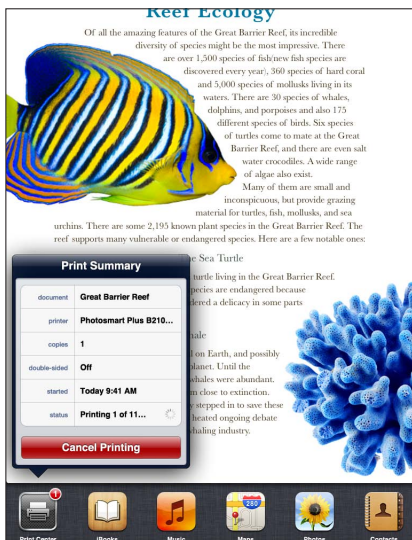 Reef Ecology
Of all the amazing features of the Great Barrier Reef, its incredible
diversity of species might be the most impressive. There
are over 1,500 species of fish(new fish species are
discovered every year), 360 species of hard coral
and 5,000 species of mollusks living in its
waters. There are 30 species of whales,
dolphins, and porpoises and also 175
different species of birds. Six species
of turtles come to mate at the Great
Barrier Reef, and there are even salt
water crocodiles. A wide range
of algae also exist.
Many of them are small and
inconspicuous, but provide grazing
material for turtles, fish, mollusks, and sea
urchins. There are some 2,195 known plant species in the Great Barrier Reef. The
reef supports many vulnerable or endangered species. Here are a few notable ones:
The Sea Turtle
turtle living in the Great Barrier Reef.
species are endangered because
dered a delicacy in some parts
hale
l on Earth, and possibly
planet. Until the
whales were abundant.
m close to extinction.
y stepped in to save these
heated ongoing debate
whaling industry.
Print Summary
document Great Barrier Reef
printer Photosmart Plus B210...
copies 1
double-sided Off
started Today 9:41 AM
status Printing 1 of 11...
Cancel Printing
1
280
Print Center iBooks Music Maps Photos Contacts